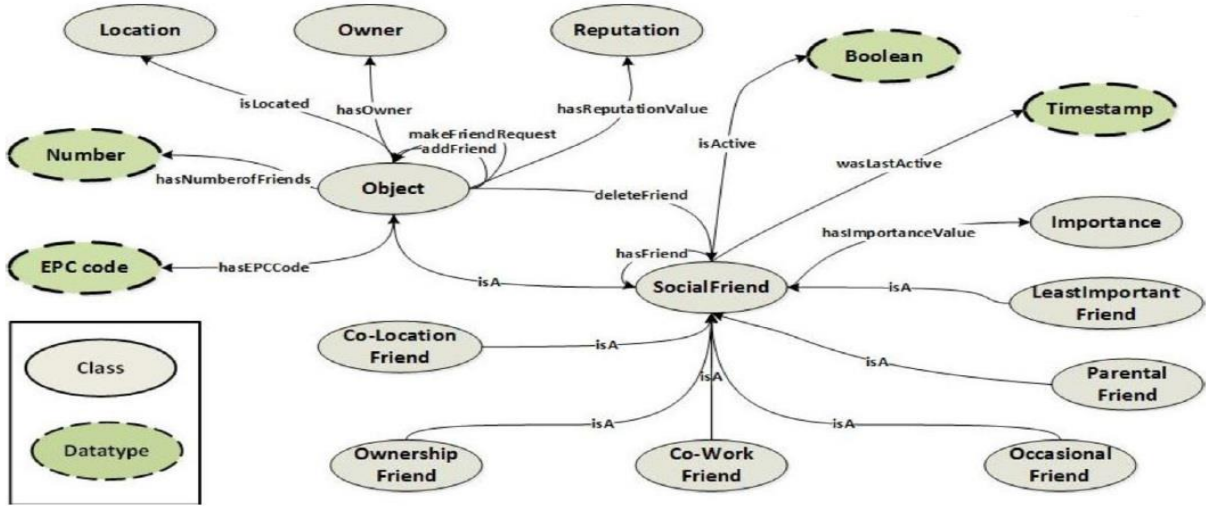 Location
Owner
Reputation
Boolean
Timestamp
isLocated
hasOwner
hasReputationValue
makeFriendRequest
addFriend
isActive
wasLastActive
Number
hasNumberofFriends
Object
deleteFriend
Importance
hasImportanceValue
hasFriend
EPC code
hasEPCCode
isA
SocialFriend
isA
LeastImportant
Friend
Co-Location
Friend
isA
isA
Parental
Friend
isA
isA
isA
Ownership
Friend
Co-Work
Friend
Occasional
Friend
Class
Datatype